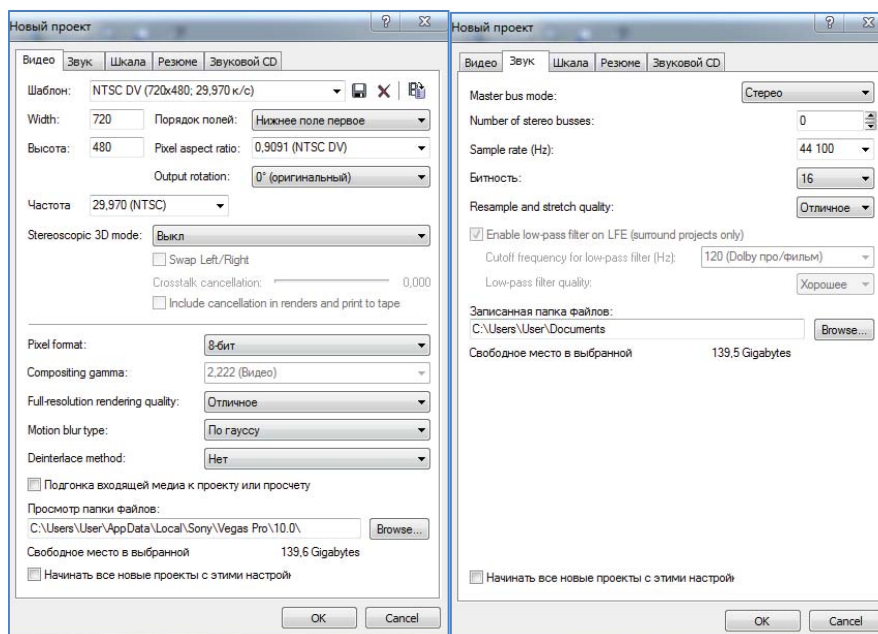 Новый проект
Видео Звук Шкала Резюме Звуковой CD
Шаблон: NTSC DV (720x480; 29,970 к/с)
Width: 720 Порядок полей: Нижнее поле первое
Высота: 480 Pixel aspect ratio: 0,9091 (NTSC DV)
Output rotation: 0° (оригинальный)
Частота 29,970 (NTSC)
Stereoscopic 3D mode: Выкл
Swap Left/Right
Crosstalk cancellation: 0,000
Include cancellation in renders and print to tape
Pixel format: 8-бит
Compositing gamma: 2,222 (Видео)
Full-resolution rendering quality: Отличное
Motion blur type: По гауссу
Deinterlace method: Нет
Подгонка входящей медиа к проекту или просчету
Просмотр папки файлов:
C:\Users\User\AppData\Local\Sony\Vegas Pro\10.0\ Browse...
Свободное место в выбранной 139,6 Gigabytes
Начинать все новые проекты с этими настрой
OK Cancel
Новый проект
Видео Звук Шкала Резюме Звуковой CD
Master bus mode: Стерео
Number of stereo busses: 0
Sample rate (Hz): 44 100
Битность: 16
Resample and stretch quality: Отличное
Enable low-pass filter on LFE (surround projects only)
Cutoff frequency for low-pass filter (Hz): 120 (Dolby про/фильм)
Low-pass filter quality: Хорошее
Записанная папка файлов:
C:\Users\User\Documents Browse...
Свободное место в выбранной 139,5 Gigabytes
Начинать все новые проекты с этими настрой
OK Cancel